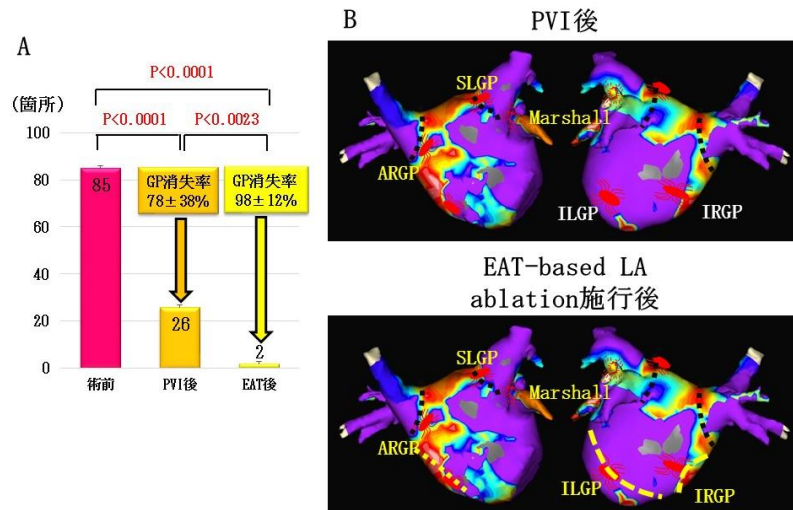 A
P<0.0001
(箇所)
P<0.0001
P<0.0023
100
80
60
40
20
0
85
GP消失率
78±38%
GP消失率
98±12%
26
2
術前
PVI後
EAT後
B
PVI後
SLGP
Marshall
ARGP
ILGP
IRGP
EAT-based LA
ablation施行後
SLGP
Marshall
ARGP
ILGP
IRGP